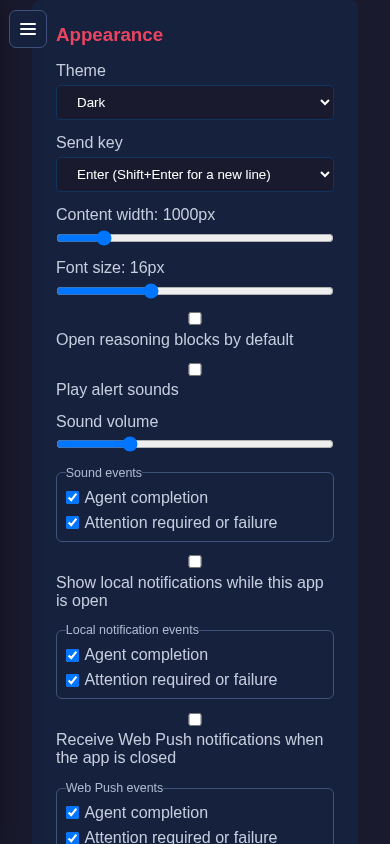 Appearance
Theme
Dark
Send key
Enter (Shift+Enter for a new line)
Content width: 1000px
Font size: 16px
Open reasoning blocks by default
Play alert sounds
Sound volume
Sound events
Agent completion
Attention required or failure
Show local notifications while this app
is open
Local notification events
Agent completion
Attention required or failure
Receive Web Push notifications when
the app is closed
Web Push events
Agent completion
Attention required or failure